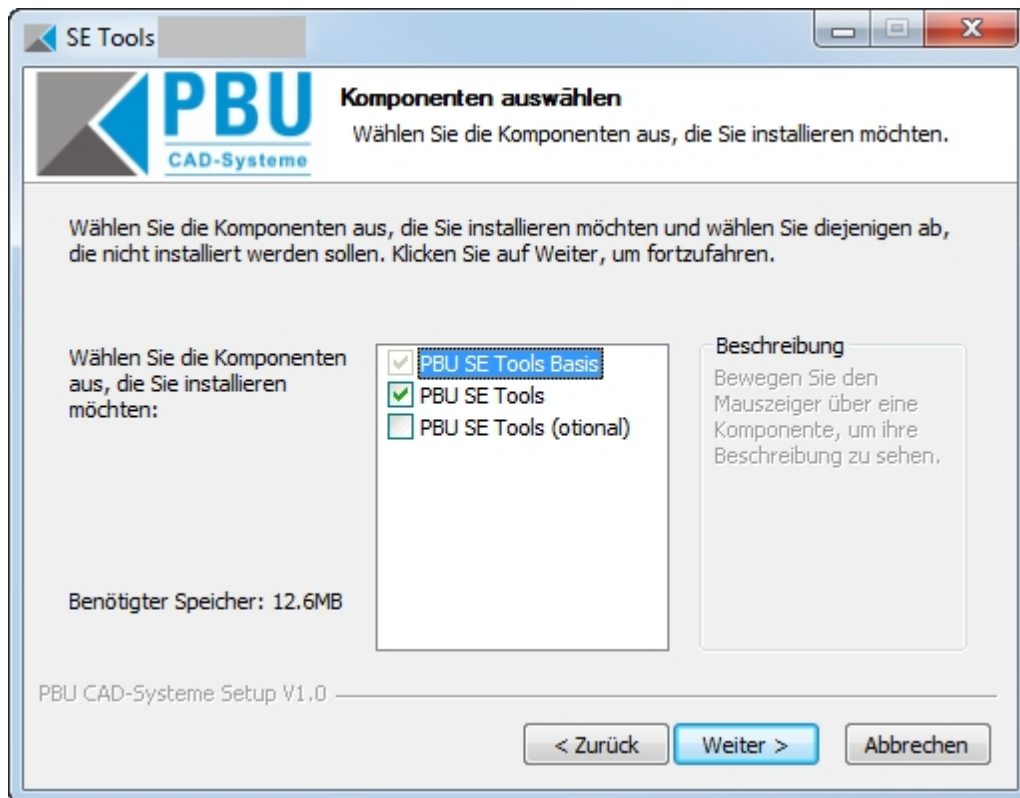 SE Tools
PBU
CAD-Systeme
Komponenten auswählen
Wählen Sie die Komponenten aus, die Sie installieren möchten.
Wählen Sie die Komponenten aus, die Sie installieren möchten und wählen Sie diejenigen ab,
die nicht installiert werden sollen. Klicken Sie auf Weiter, um fortzufahren.
Wählen Sie die Komponenten
aus, die Sie installieren
möchten:
PBU SE Tools Basis
PBU SE Tools
PBU SE Tools (otional)
Beschreibung
Bewegen Sie den
Mauszeiger über eine
Komponente, um ihre
Beschreibung zu sehen.
Benötigter Speicher: 12.6MB
PBU CAD-Systeme Setup V1.0
< Zurück
Weiter >
Abbrechen